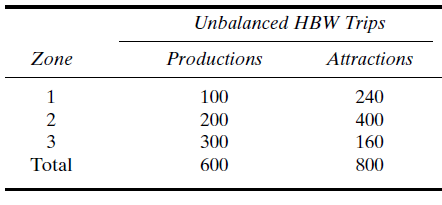 Unbalanced HBW Trips
Zone Productions Attractions
1 100 240
2 200 400
3 300 160
Total 600 800